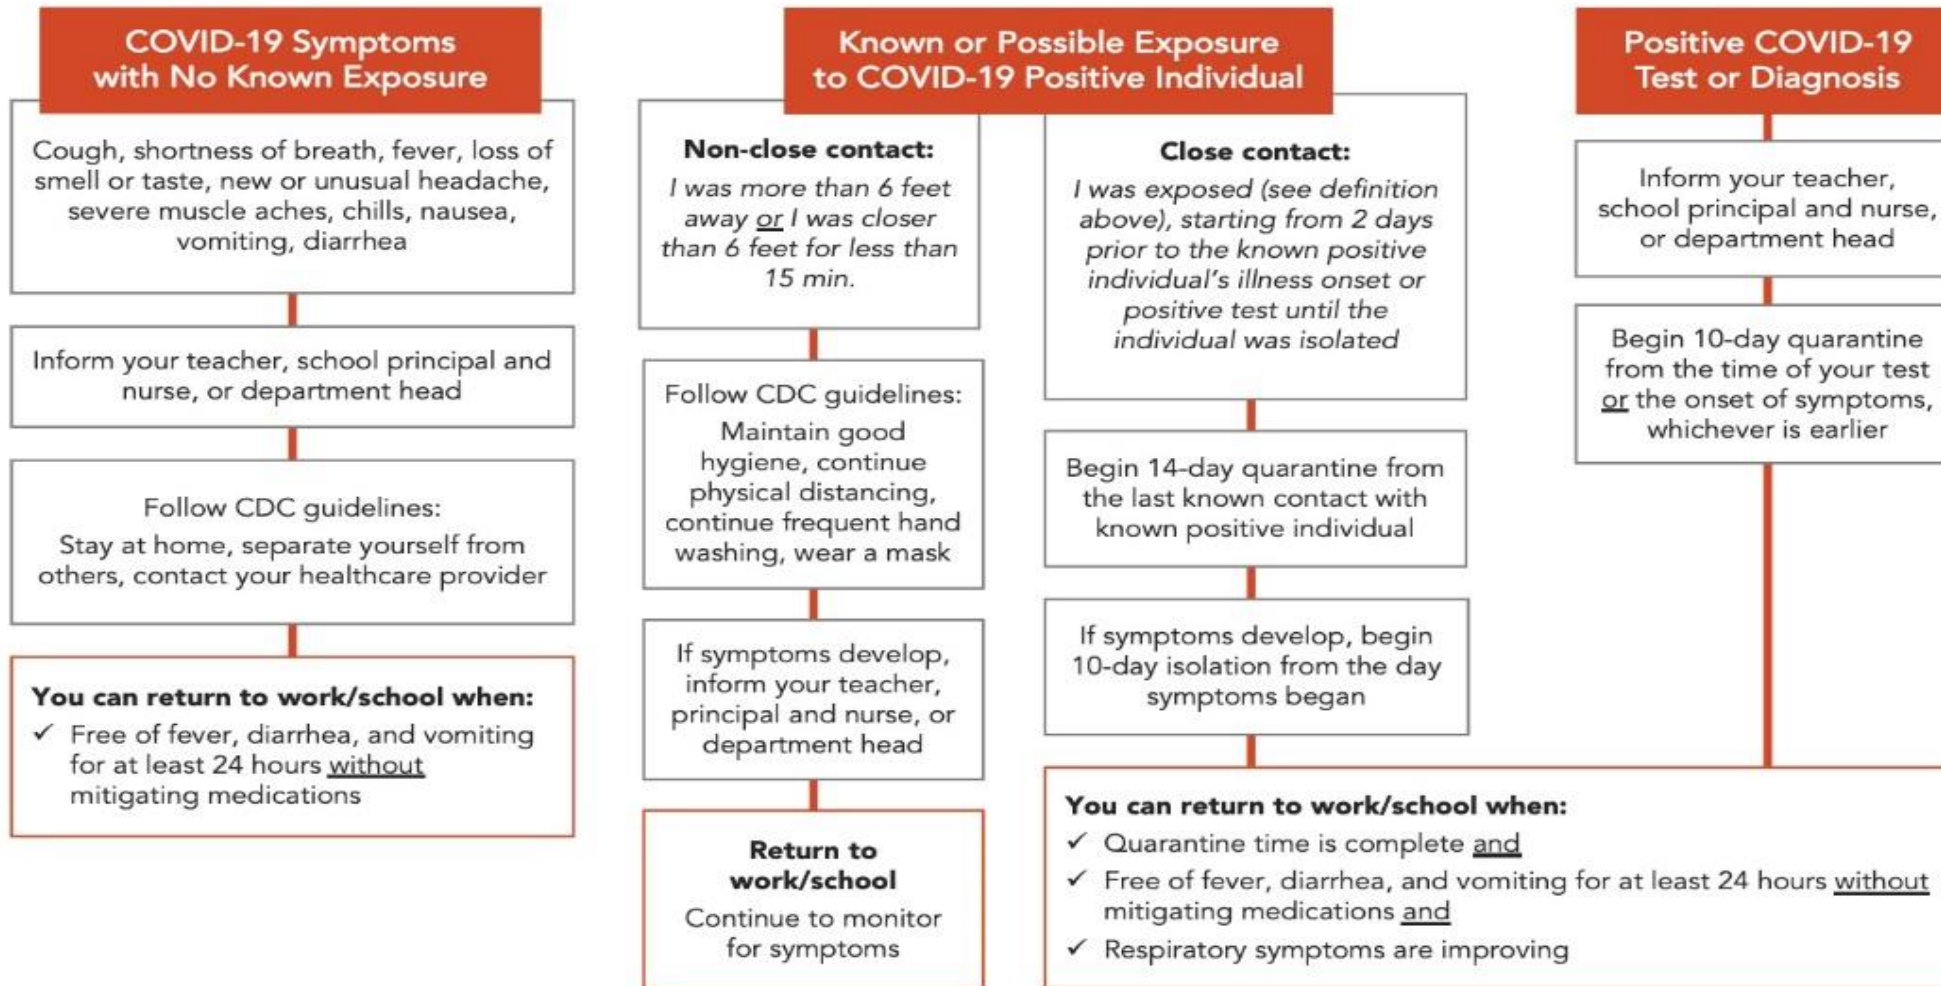 COVID-19 Symptoms
with No Known Exposure
Cough, shortness of breath, fever, loss of
smell or taste, new or unusual headache,
severe muscle aches, chills, nausea,
vomiting, diarrhea
Inform your teacher, school principal and
nurse, or department head
Follow CDC guidelines:
Stay at home, separate yourself from
others, contact your healthcare provider
You can return to work/school when:
✓ Free of fever, diarrhea, and vomiting
for at least 24 hours without
mitigating medications
Known or Possible Exposure
to COVID-19 Positive Individual
Non-close contact:
I was more than 6 feet
away or I was closer
than 6 feet for less than
15 min.
Follow CDC guidelines:
Maintain good
hygiene, continue
physical distancing,
continue frequent hand
washing, wear a mask
If symptoms develop,
inform your teacher,
principal and nurse, or
department head
Return to
work/school
Continue to monitor
for symptoms
Close contact:
I was exposed (see definition
above), starting from 2 days
prior to the known positive
individual's illness onset or
positive test until the
individual was isolated
Begin 14-day quarantine from
the last known contact with
known positive individual
If symptoms develop, begin
10-day isolation from the day
symptoms began
Positive COVID-19
Test or Diagnosis
Inform your teacher,
school principal and nurse,
or department head
Begin 10-day quarantine
from the time of your test
or the onset of symptoms,
whichever is earlier
You can return to work/school when:
✓ Quarantine time is complete and
✓ Free of fever, diarrhea, and vomiting for at least 24 hours without
mitigating medications and
✓ Respiratory symptoms are improving